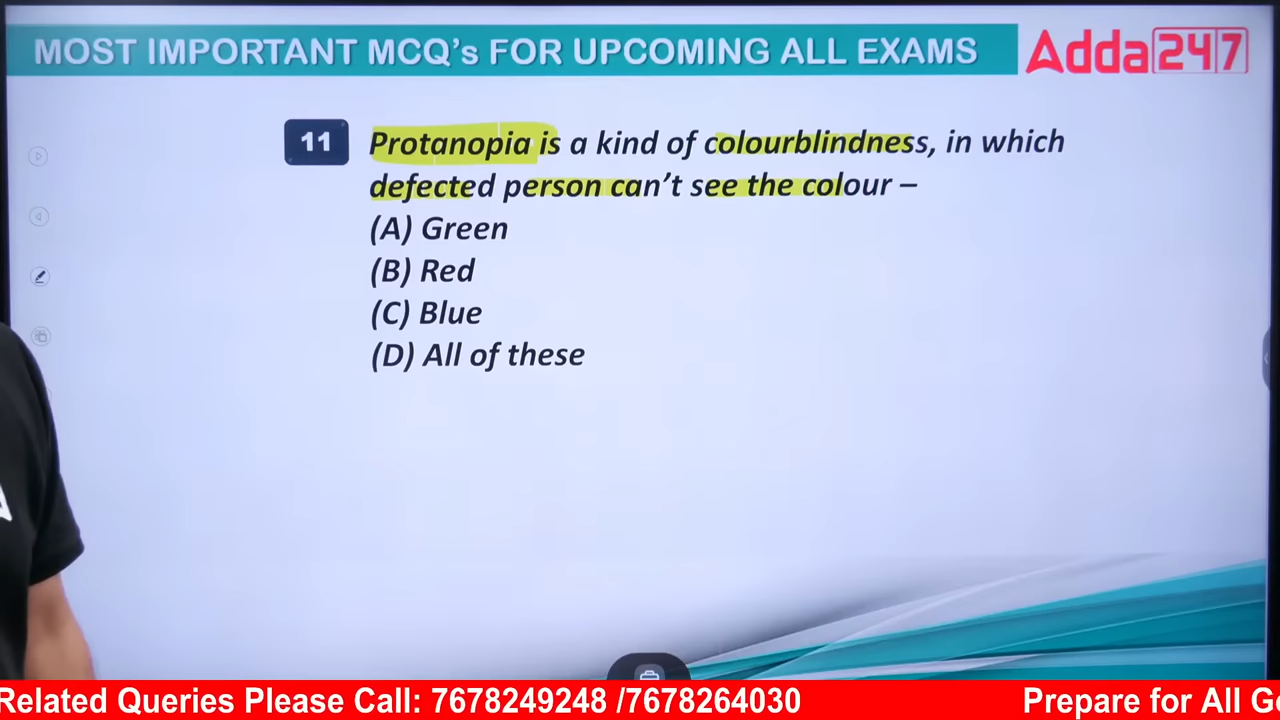 MOST IMPORTANT MCQ's FOR UPCOMING ALL EXAMS
Adda247
11
Protanopia is a kind of colourblindness, in which
defected person can't see the colour –
(A) Green
(B) Red
(C) Blue
(D) All of these
Related Queries Please Call: 7678249248 /7678264030
Prepare for All